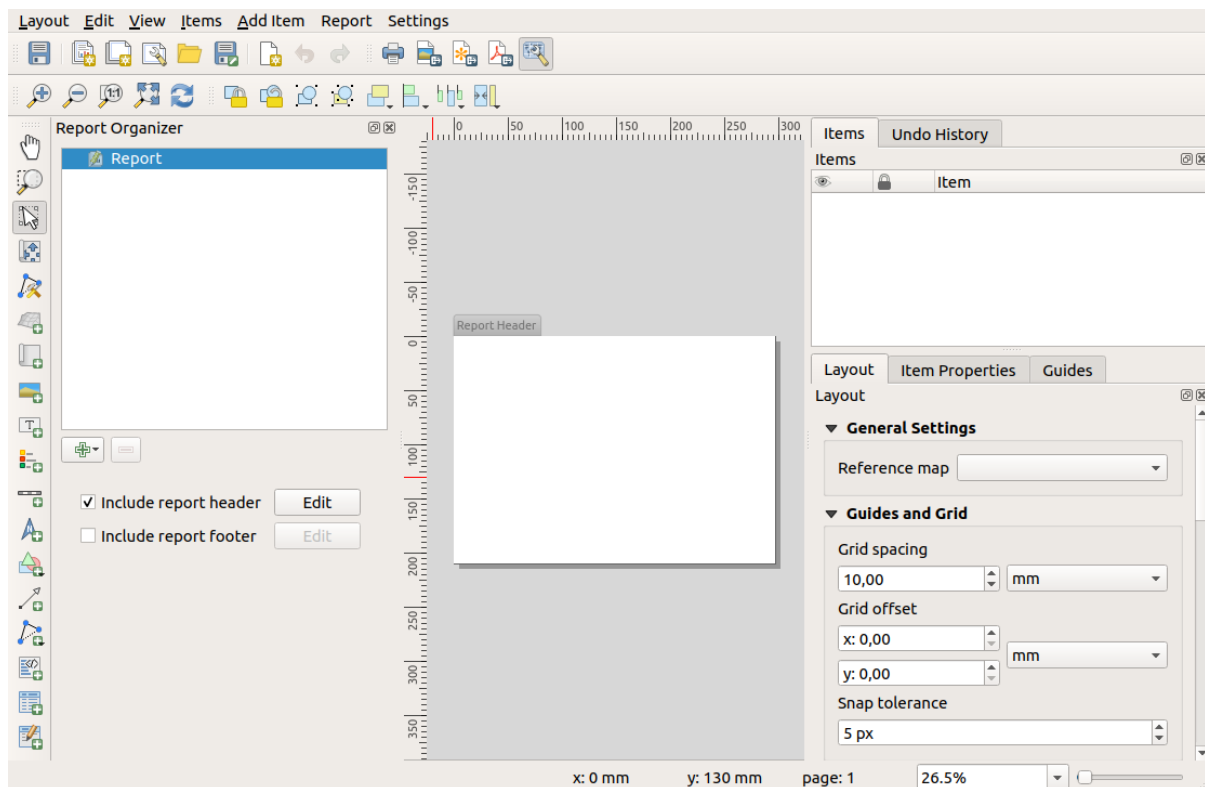 Layout Edit View Items Add Item Report Settings
1:1
Report Organizer
Report
Include report header Edit
Include report footer Edit
0 50 100 150 200 250 300
-150
-100
-50
0
50
100
150
200
250
300
350
Report Header
Items Undo History
Items
Item
Layout Item Properties Guides
Layout
General Settings
Reference map
Guides and Grid
Grid spacing
10,00 mm
Grid offset
x: 0,00
mm
y: 0,00
Snap tolerance
5 px
x: 0 mm y: 130 mm page: 1 26.5%